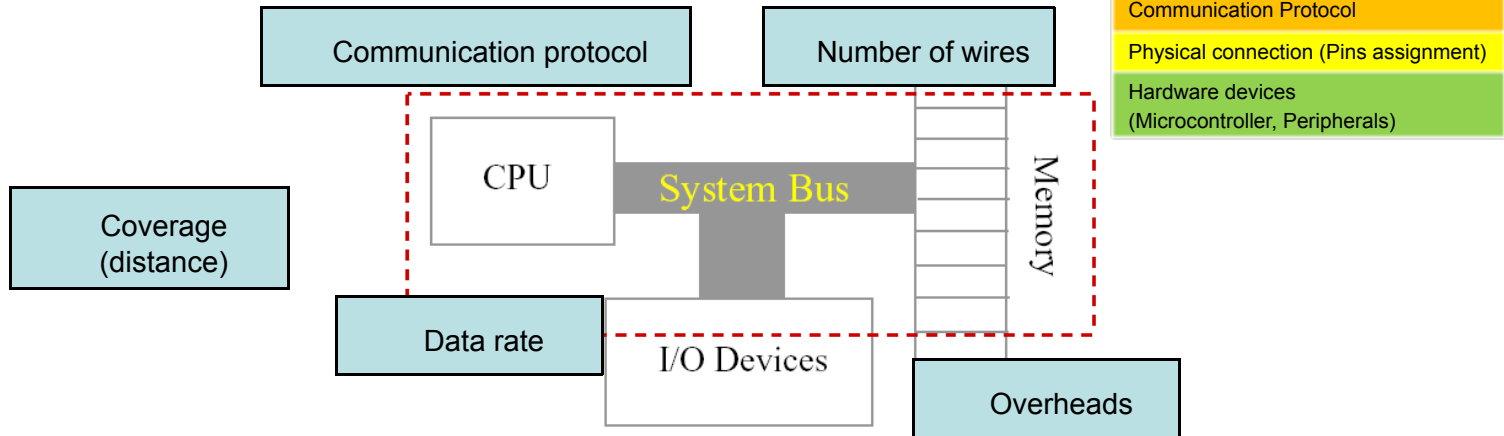 Communication Protocol
Physical connection (Pins assignment)
Hardware devices
(Microcontroller, Peripherals)
Communication protocol
Number of wires
CPU
System Bus
Memory
Coverage
(distance)
Data rate
I/O Devices
Overheads